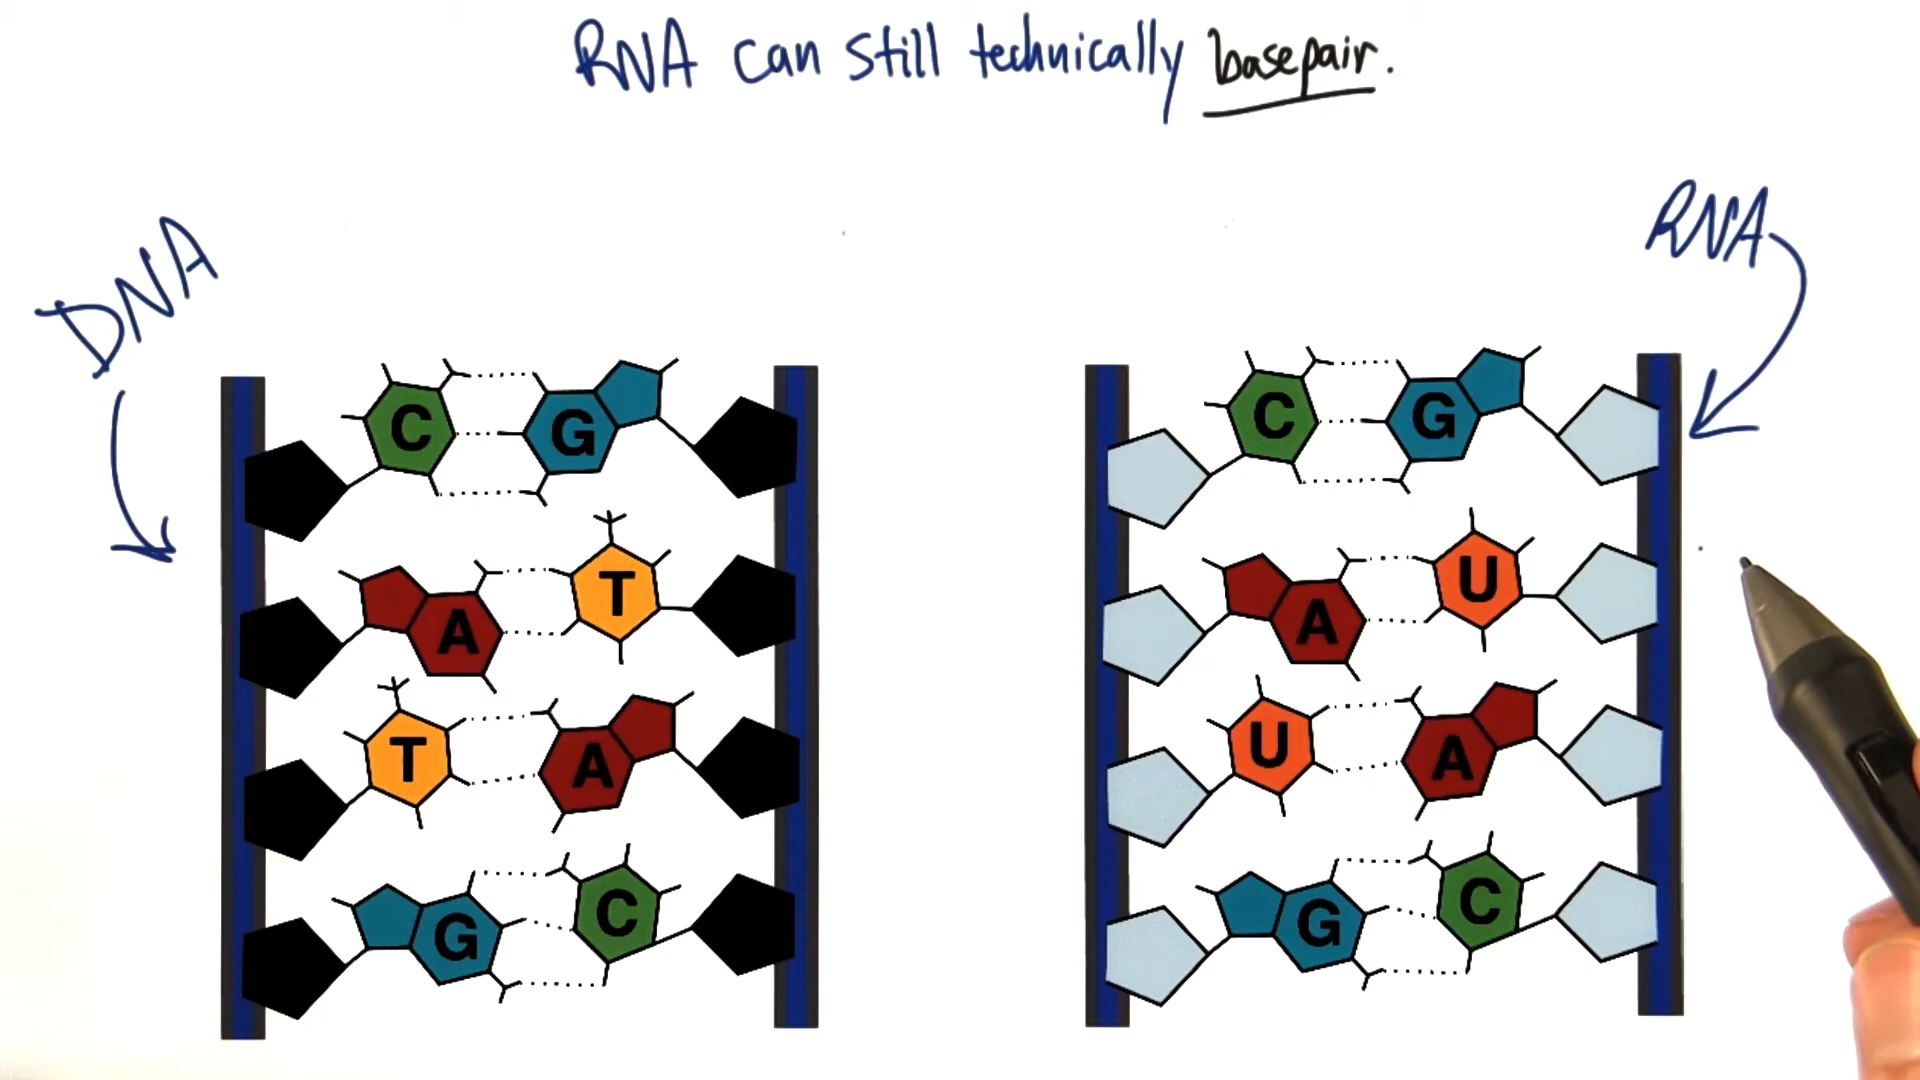 RNA can still technically basepair.
RNA
DNA
C G C G
A T A U
T A U A
G C G C